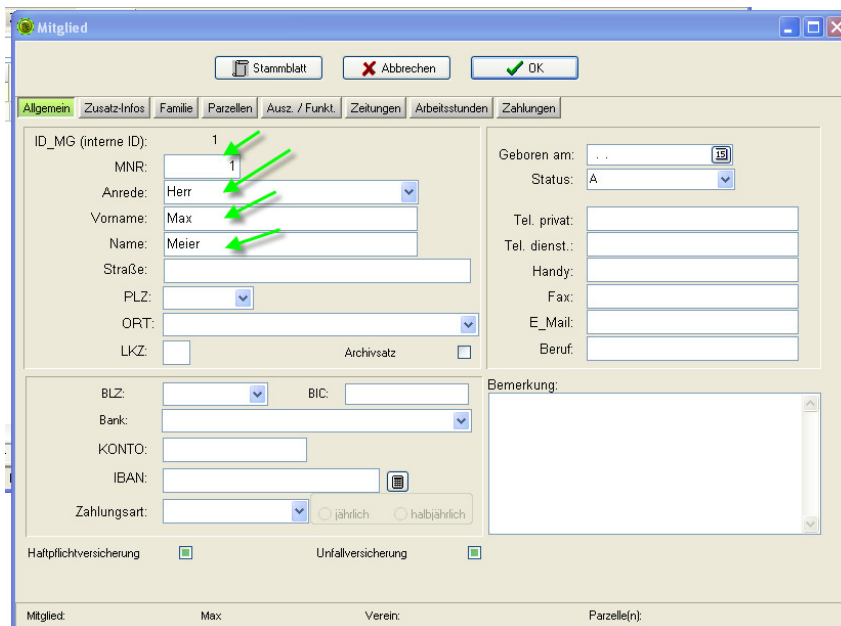 Mitglied
Stammblatt Abbrechen OK
Allgemein Zusatz-Infos Familie Parzellen Ausz. / Funkt. Zeitungen Arbeitsstunden Zahlungen
ID_MG (interne ID): 1
MNR: 1
Anrede: Herr
Vorname: Max
Name: Meier
Straße:
PLZ:
ORT:
LKZ: Archivsatz
Geboren am: . . 15
Status: A
Tel. privat:
Tel. dienst.:
Handy:
Fax:
E_Mail:
Beruf:
BLZ: BIC:
Bank:
KONTO:
IBAN:
Zahlungsart: jährlich halbjährlich
Bemerkung:
Haftpflichtversicherung Unfallversicherung
Mitglied: Max Verein: Parzelle(n):